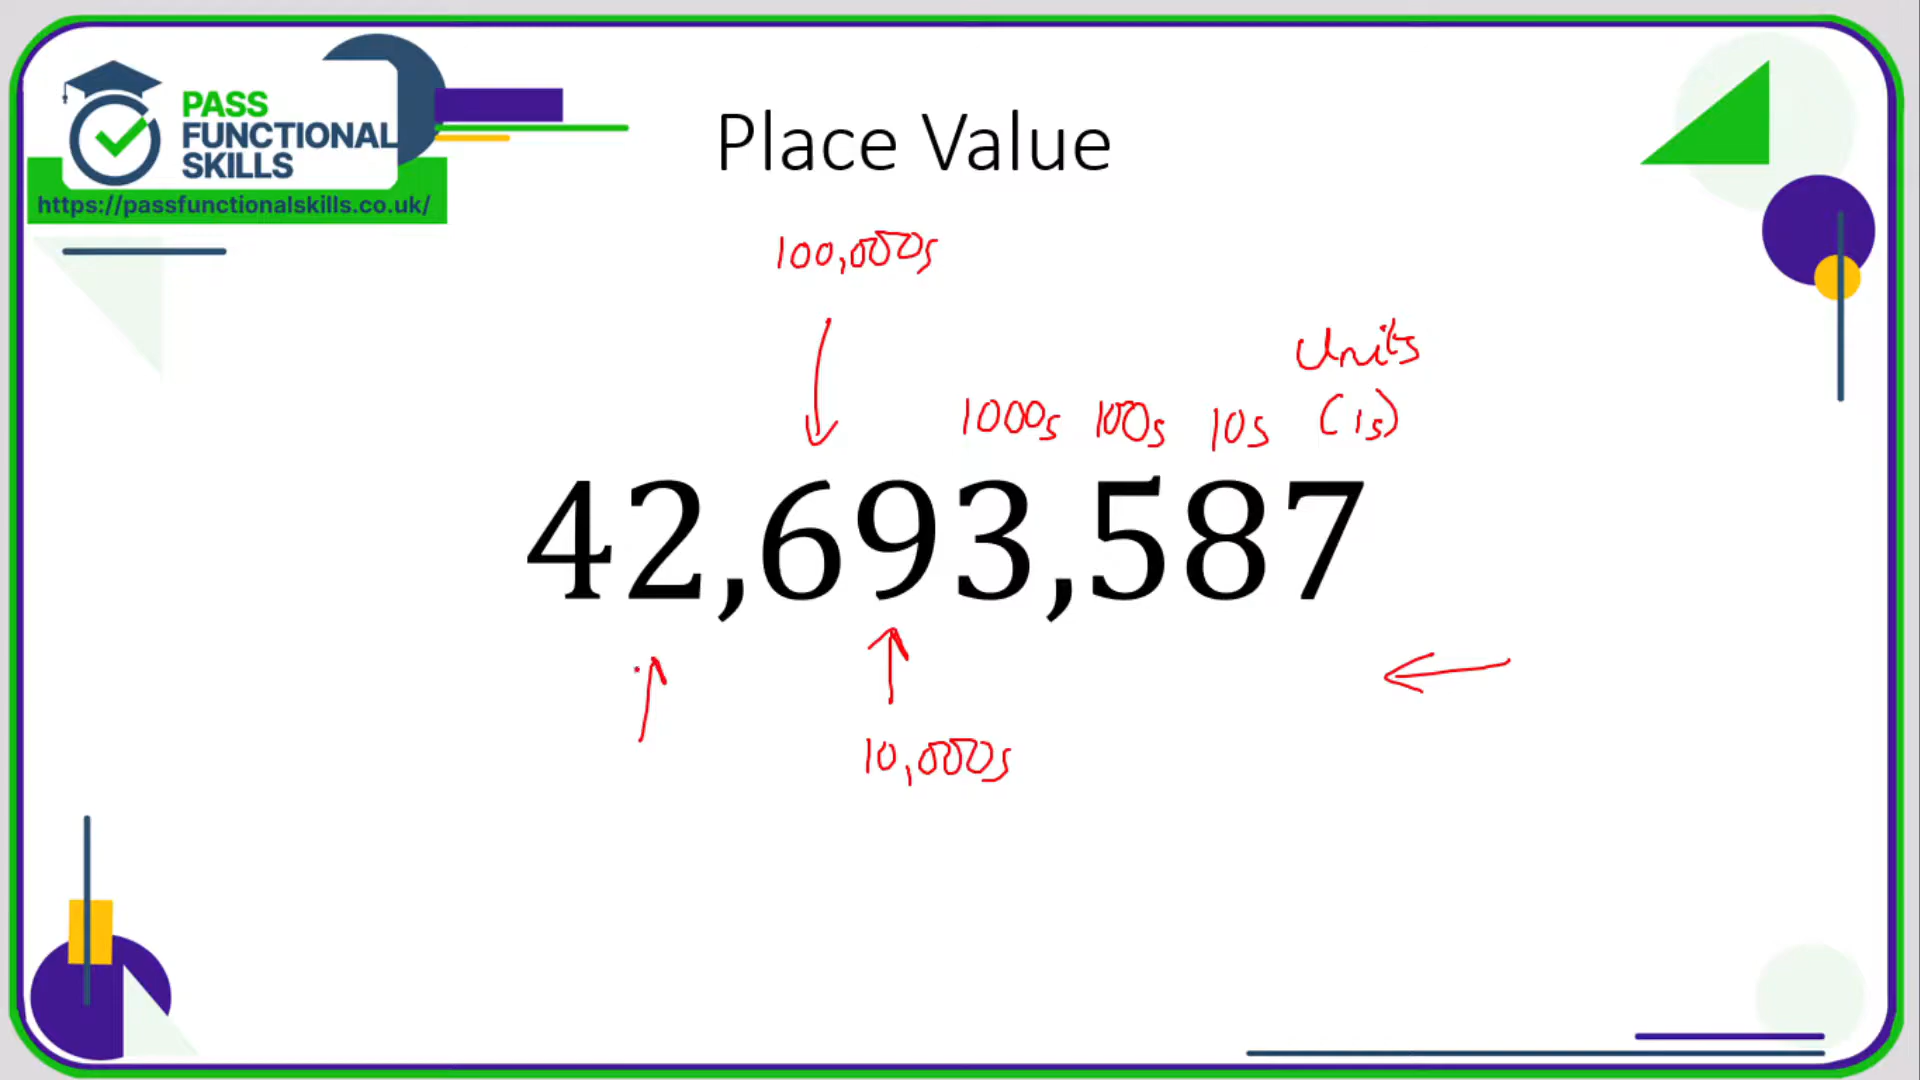 PASS
FUNCTIONAL
SKILLS
https://passfunctionalskills.co.uk/
Place Value
100,000s
Units
1000s 100s 10s (1s)
42,693,587
10,000s